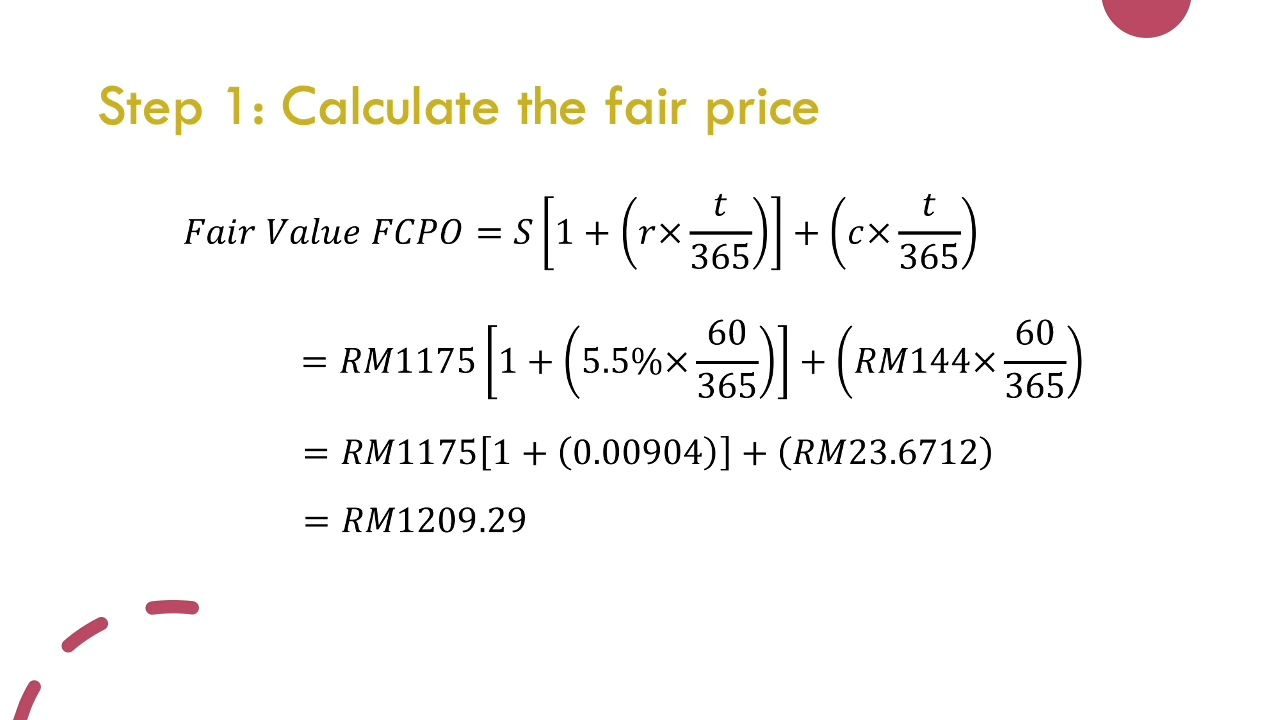 Step 1: Calculate the fair price
Fair Value FCPO = S[1 + (r × t/365)] + (c × t/365)
= RM1175[1 + (5.5% × 60/365)] + (RM144 × 60/365)
= RM1175[1 + (0.00904)] + (RM23.6712)
= RM1209.29